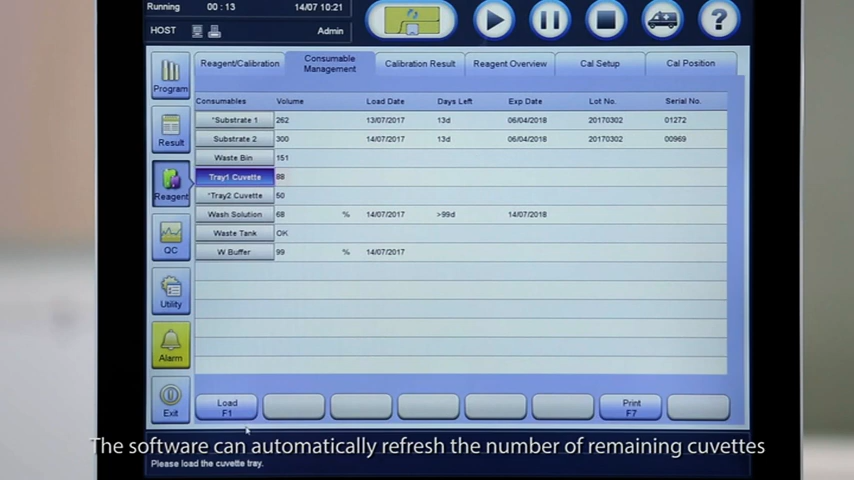 Running 00 : 13 14/07 10:21
HOST Admin
?
Reagent/Calibration Consumable Management Calibration Result Reagent Overview Cal Setup Cal Position
Consumables Volume Load Date Days Left Exp Date Lot No. Serial No.
*Substrate 1 262 13/07/2017 13d 06/04/2018 20170302 01272
Substrate 2 300 14/07/2017 13d 06/04/2018 20170302 00969
Waste Bin 151
Tray1 Cuvette 88
*Tray2 Cuvette 50
Wash Solution 68 % 14/07/2017 >99d 14/07/2018
Waste Tank OK
W Buffer 99 % 14/07/2017
Program
Result
Reagent
QC
Utility
Alarm
Exit
Load F1 Print F7
The software can automatically refresh the number of remaining cuvettes
Please load the cuvette tray.